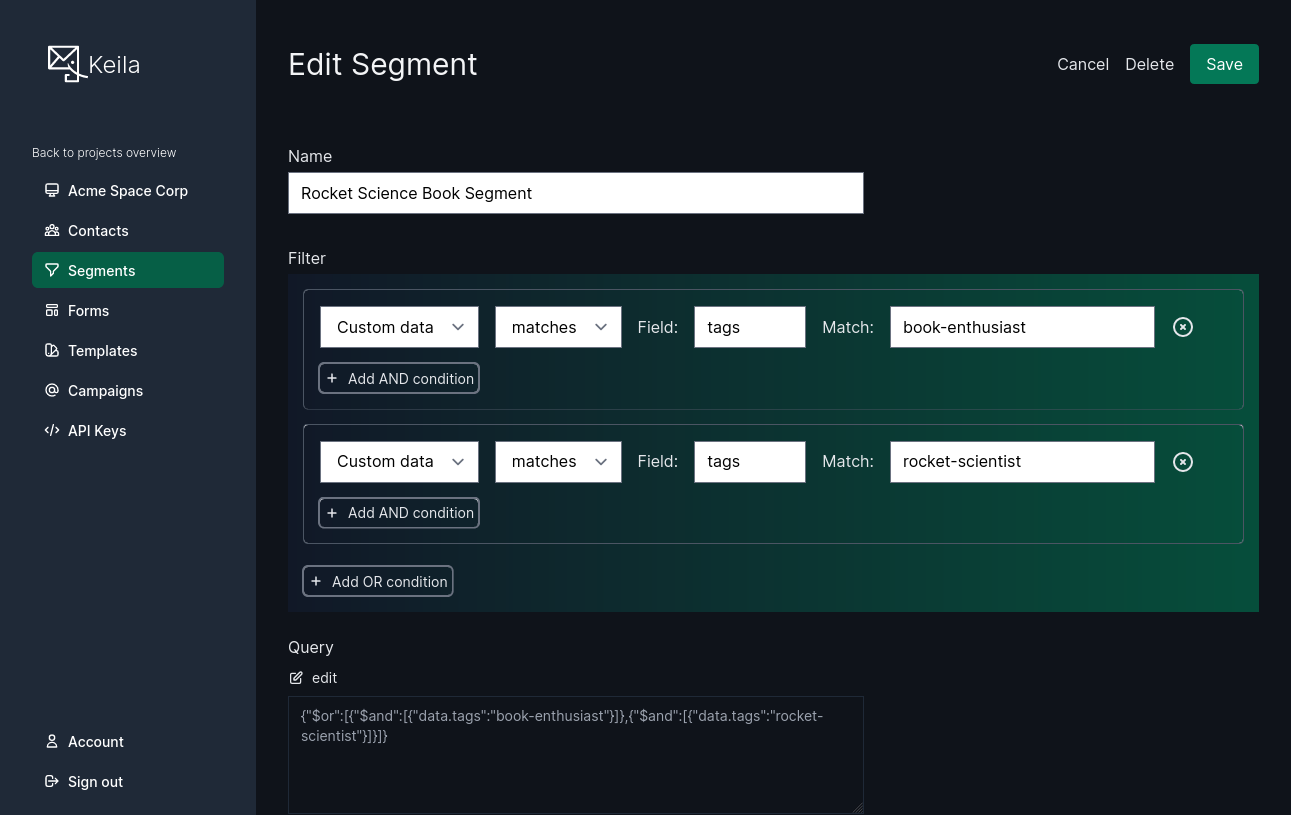 Keila
Back to projects overview
Acme Space Corp
Contacts
Segments
Forms
Templates
Campaigns
API Keys
Account
Sign out
Edit Segment
Cancel Delete Save
Name
Rocket Science Book Segment
Filter
Custom data matches Field: tags Match: book-enthusiast
+ Add AND condition
Custom data matches Field: tags Match: rocket-scientist
+ Add AND condition
+ Add OR condition
Query
edit
{"$or":[{"$and":[{"data.tags":"book-enthusiast"}]},{"$and":[{"data.tags":"rocket-
scientist"}]}]}